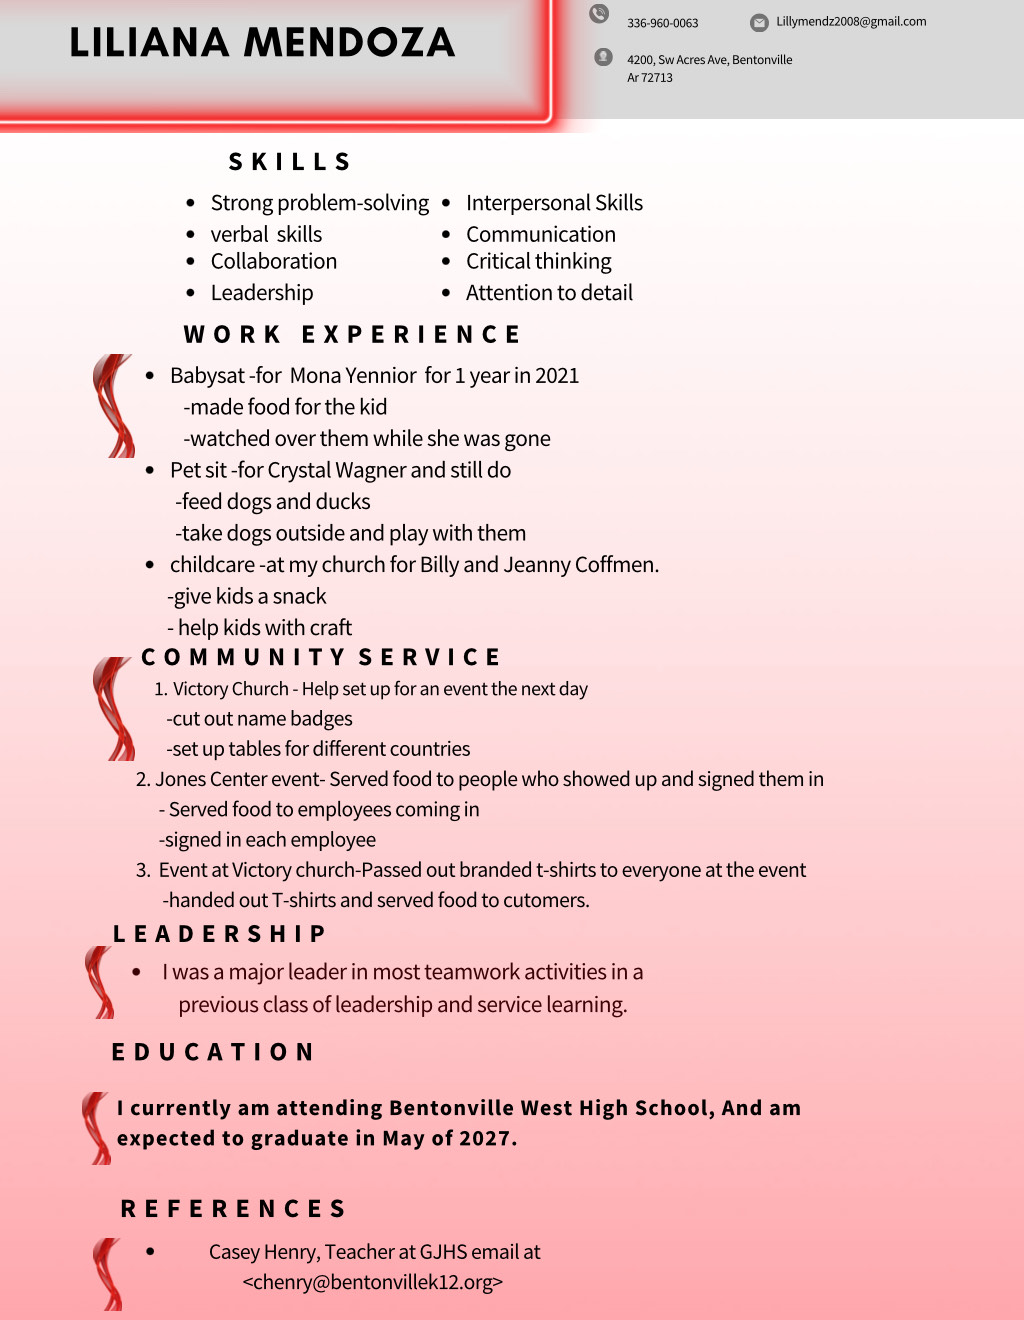 LILIANA MENDOZA
336-960-0063
Lillymendz2008@gmail.com
4200, Sw Acres Ave, Bentonville
Ar 72713
SKILLS
• Strong problem-solving
• verbal skills
• Collaboration
• Leadership
• Interpersonal Skills
• Communication
• Critical thinking
• Attention to detail
WORK EXPERIENCE
• Babysat -for Mona Yennior for 1 year in 2021
-made food for the kid
-watched over them while she was gone
• Pet sit -for Crystal Wagner and still do
-feed dogs and ducks
-take dogs outside and play with them
• childcare -at my church for Billy and Jeanny Coffmen.
-give kids a snack
- help kids with craft
COMMUNITY SERVICE
1. Victory Church - Help set up for an event the next day
-cut out name badges
-set up tables for different countries
2. Jones Center event- Served food to people who showed up and signed them in
- Served food to employees coming in
-signed in each employee
3. Event at Victory church-Passed out branded t-shirts to everyone at the event
-handed out T-shirts and served food to cutomers.
LEADERSHIP
• I was a major leader in most teamwork activities in a
previous class of leadership and service learning.
EDUCATION
I currently am attending Bentonville West High School, And am
expected to graduate in May of 2027.
REFERENCES
• Casey Henry, Teacher at GJHS email at
<chenry@bentonvillek12.org>